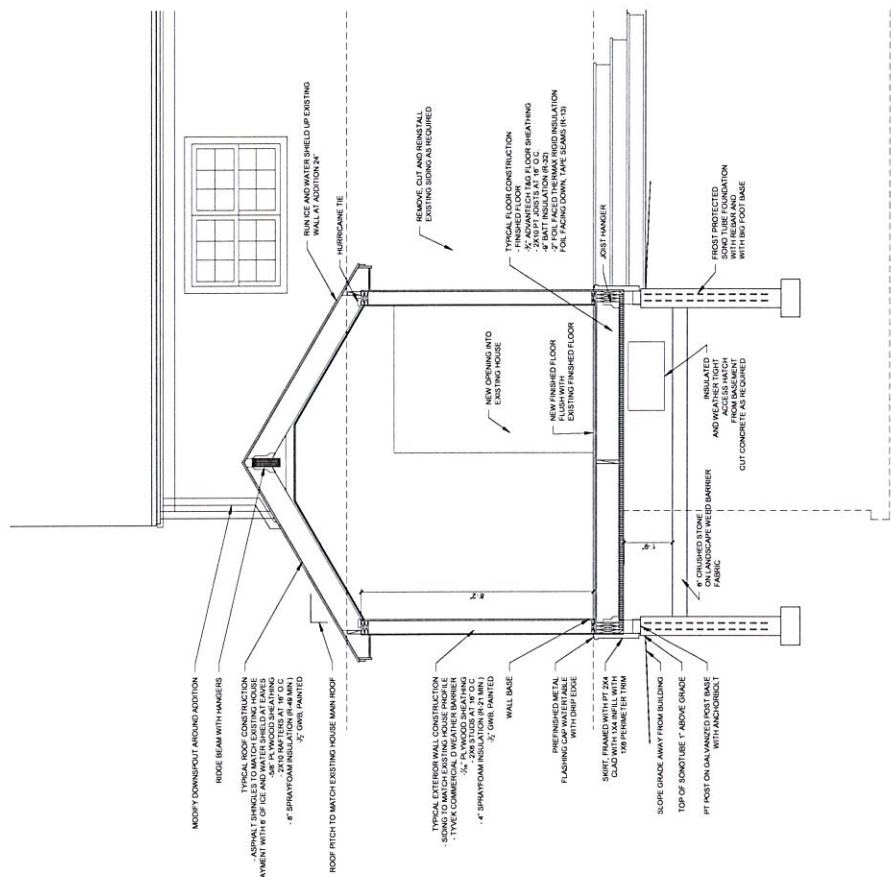 MODIFY DOWNSPOUT AROUND ADDITION
RIDGE BEAM WITH HANGERS
TYPICAL ROOF CONSTRUCTION
- ASPHALT SHINGLES TO MATCH EXISTING HOUSE
AYMENT WITH 6' OF ICE AND WATER SHIELD AT EAVES
-5/8" PLYWOOD SHEATHING
- 2X10 RAFTERS AT 16" O.C
- 8" SPRAYFOAM INSULATION (R-49 MIN.)
-½" GWB, PAINTED
ROOF PITCH TO MATCH EXISTING HOUSE MAIN ROOF
TYPICAL EXTERIOR WALL CONSTRUCTION
- SIDING TO MATCH EXISTING HOUSE PROFILE
- TYVEK COMMERCIAL D WEATHER BARRIER
PLYWOOD SHEATHING
- 2X6 STUDS AT 16" O.C
- 4" SPRAYFOAM INSULATION (R-21 MIN.)
-½" GWB, PAINTED
WALL BASE
PREFINISHED METAL
FLASHING CAP WATERTABLE
WITH DRIP EDGE
SKIRT, FRAMED WITH PT 2X4
CLAD WITH 1X4 INFILL WITH
1X6 PERIMETER TRIM
SLOPE GRADE AWAY FROM BUILDING
TOP OF SONOTUBE 1" ABOVE GRADE
PT POST ON GALVANIZED POST BASE
WITH ANCHORBOLT
8'-2"
1'-9"
6" CRUSHED STONE
ON LANDSCAPE WEED BARRIER
FABRIC
NEW OPENING INTO
EXISTING HOUSE
NEW FINISHED FLOOR
FLUSH WITH
EXISTING FINISHED FLOOR
INSULATED
AND WEATHER TIGHT
ACCESS HATCH
FROM BASEMENT
CUT CONCRETE AS REQUIRED
RUN ICE AND WATER SHIELD UP EXISTING
WALL AT ADDITION 24"
HURRICAINE TIE
REMOVE, CUT AND REINSTALL
EXISTING SIDING AS REQUIRED
TYPICAL FLOOR CONSTRUCTION
- FINISHED FLOOR
-¾" ADVANTECH T&G FLOOR SHEATHING
- 2X10 PT JOISTS AT 16" O.C.
-9" BATT INSULATION (R-32)
-2" FOIL FACED THERMAX RIGID INSULATION
FOIL FACING DOWN, TAPE SEAMS (R-13)
JOIST HANGER
FROST PROTECTED
SONO TUBE FOUNDATION
WITH REBAR AND
WITH BIG FOOT BASE